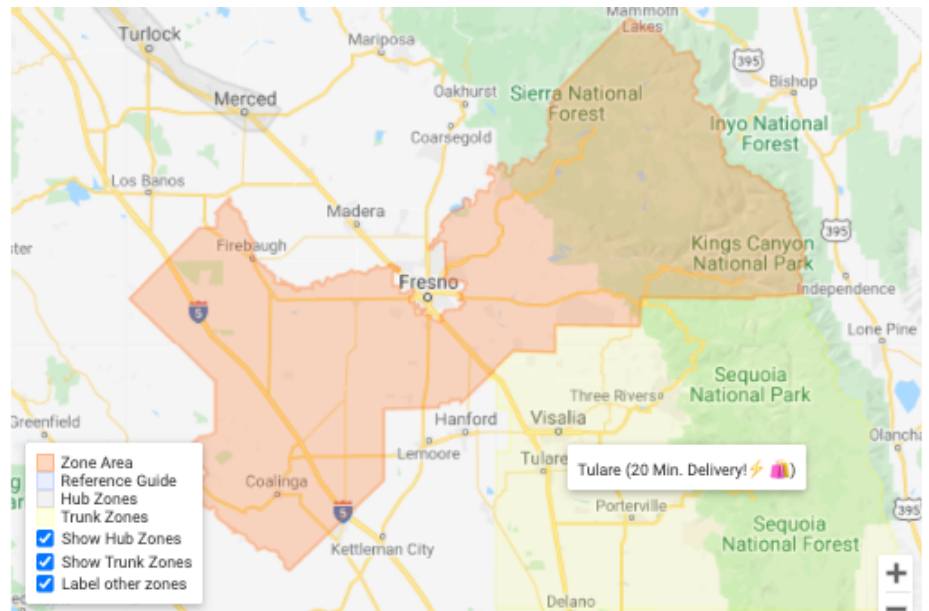 Mammoth
Lakes
Turlock
Mariposa
395
Bishop
Merced
Oakhurst
Sierra National
Forest
Inyo National
Forest
Coarsegold
Los Banos
Madera
ster
Firebaugh
Kings Canyon
National Park
395
Fresno
Independence
5
Lone Pine
Sequoia
National Park
Three Rivers
Greenfield
Hanford
Visalia
Olancha
Lemoore
Tulare
Tulare (20 Min. Delivery!⚡🛍️)
Zone Area
Reference Guide
Hub Zones
Trunk Zones
Show Hub Zones
Show Trunk Zones
Label other zones
Coalinga
5
Porterville
395
Kettleman City
Sequoia
National Forest
Delano
+